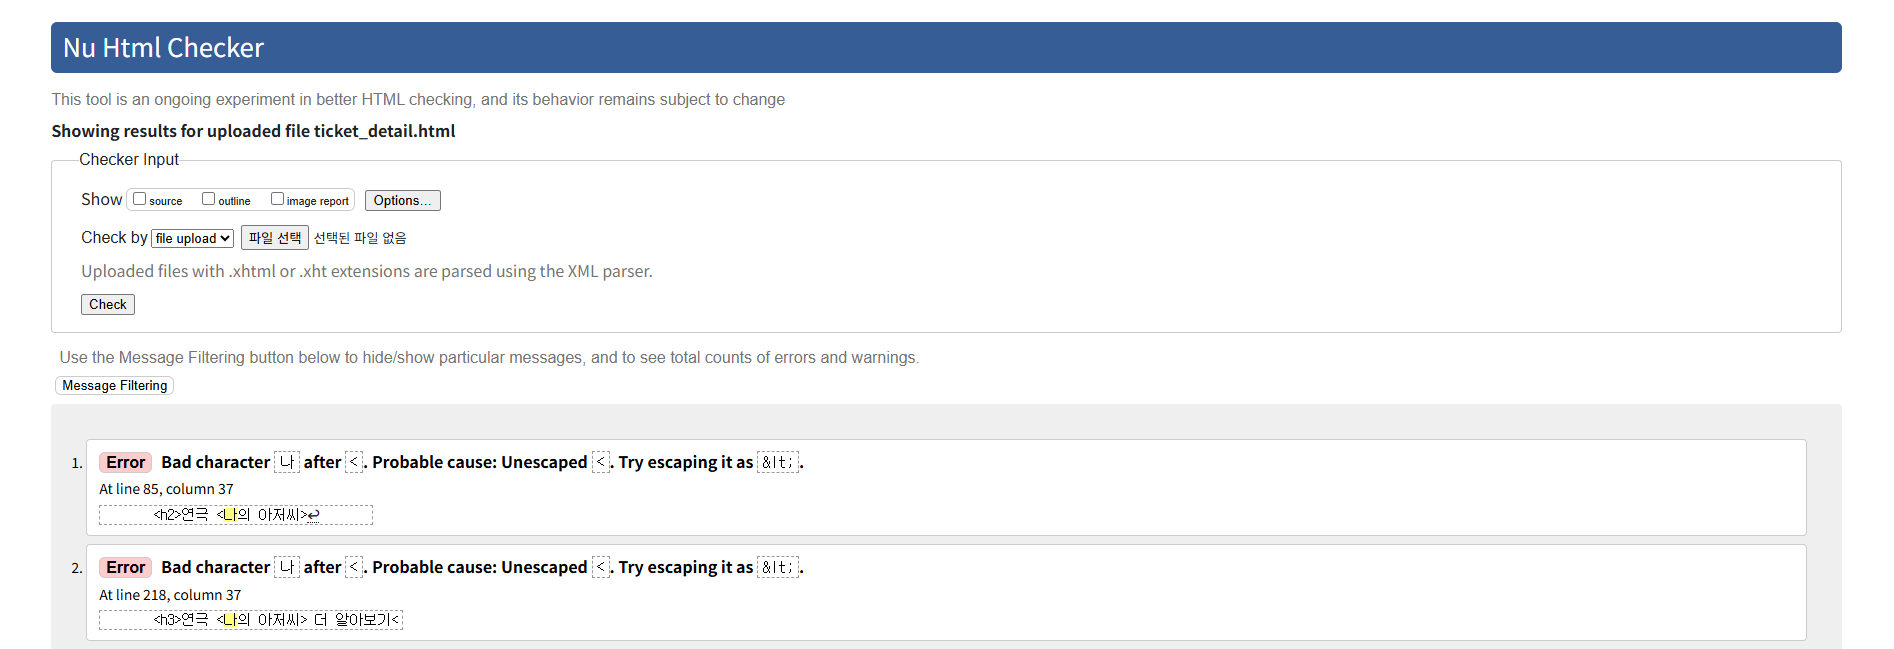 Nu Html Checker
This tool is an ongoing experiment in better HTML checking, and its behavior remains subject to change
Showing results for uploaded file ticket_detail.html
Checker Input
Show source outline image report Options...
Check by file upload 파일 선택 선택된 파일 없음
Uploaded files with .xhtml or .xht extensions are parsed using the XML parser.
Check
Use the Message Filtering button below to hide/show particular messages, and to see total counts of errors and warnings.
Message Filtering
1. Error Bad character 나 after <. Probable cause: Unescaped <. Try escaping it as &lt;.
At line 85, column 37
<h2>연극 <나의 아저씨>↩
2. Error Bad character 나 after <. Probable cause: Unescaped <. Try escaping it as &lt;.
At line 218, column 37
<h3>연극 <나의 아저씨> 더 알아보기<